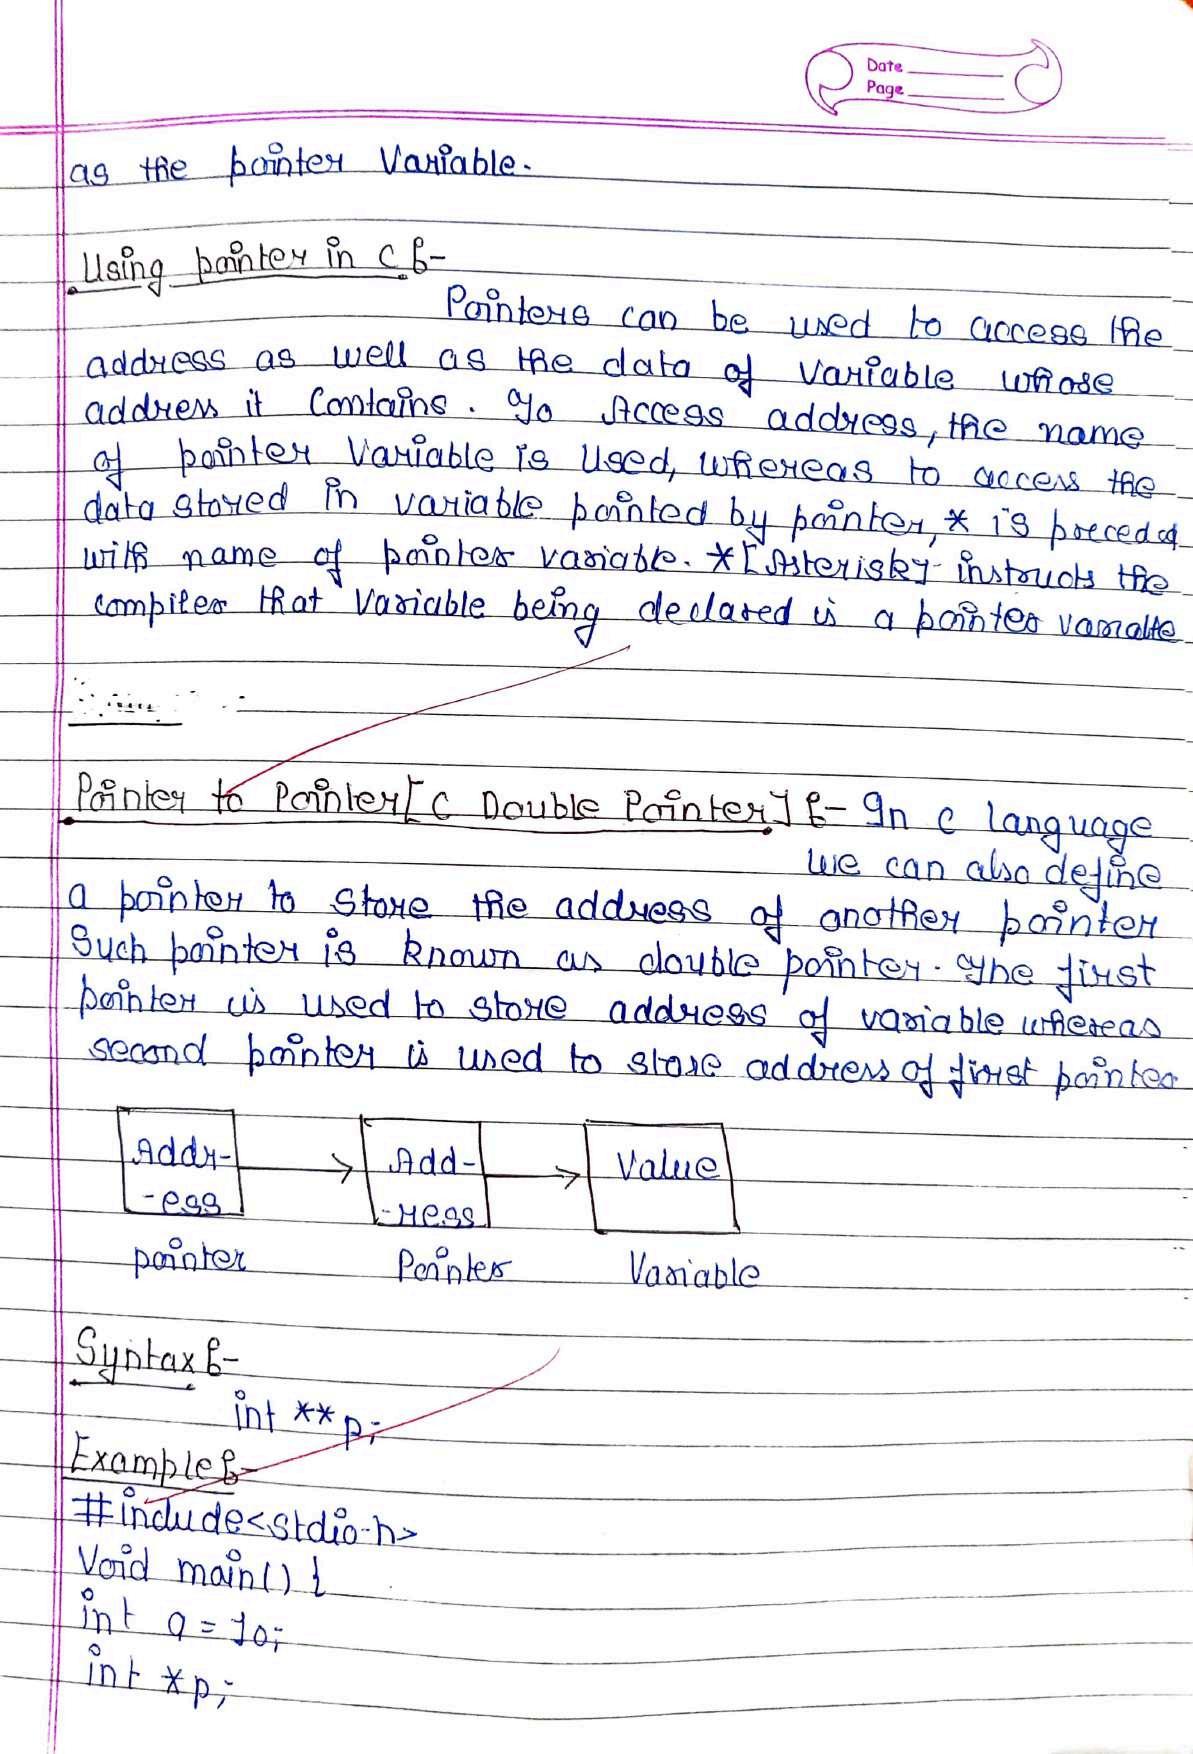 Date
Page
as the pointer Variable.
Using pointer in C :-
Pointers can be used to access the
address as well as the data of variable whose
address it Contains. To Access address, the name
of pointer Variable is Used, whereas to access the
data stored in variable pointed by pointer, * is preceded
with name of pointer variable. * [Asterisk] instructs the
compiler that variable being declared is a pointer variable
Pointer to Pointer [C Double Pointer] :- In C language
we can also define
a pointer to store the address of another pointer
Such pointer is known as double pointer. The first
pointer is used to store address of variable whereas
second pointer is used to store address of first pointer
Addr- Add- Value
-ess -ress
pointer Pointer Variable
Syntax :-
int **p;
Example :-
#include<stdio.h>
Void main() {
int a = 10;
int *p;